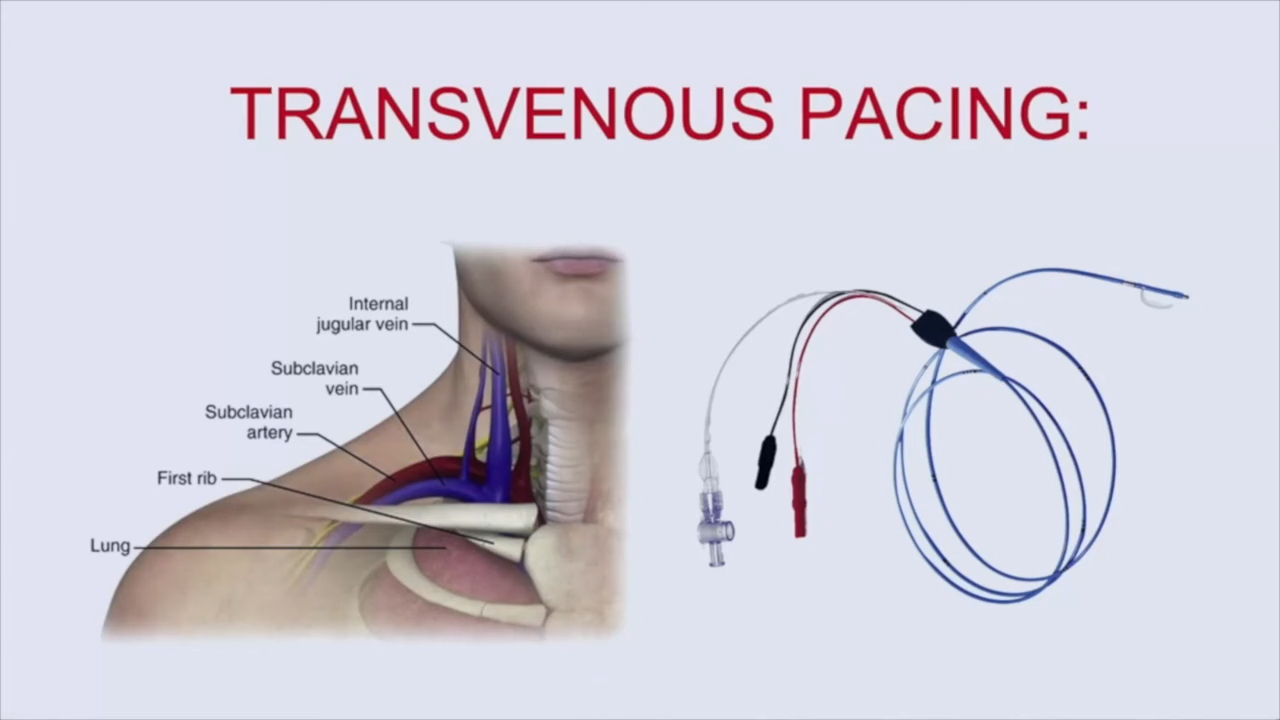 TRANSVENOUS PACING:
Internal
jugular vein
Subclavian
vein
Subclavian
artery
First rib
Lung